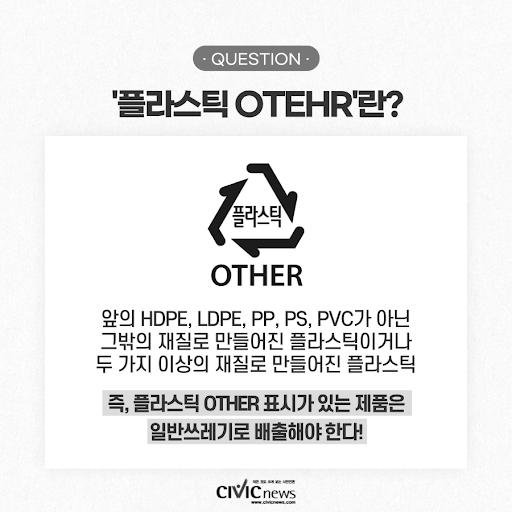 · QUESTION ·
'플라스틱 OTEHR'란?
플라스틱
OTHER
앞의 HDPE, LDPE, PP, PS, PVC가 아닌
그밖의 재질로 만들어진 플라스틱이거나
두 가지 이상의 재질로 만들어진 플라스틱
즉, 플라스틱 OTHER 표시가 있는 제품은
일반쓰레기로 배출해야 한다!
CIVIC news
www.civicnews.com